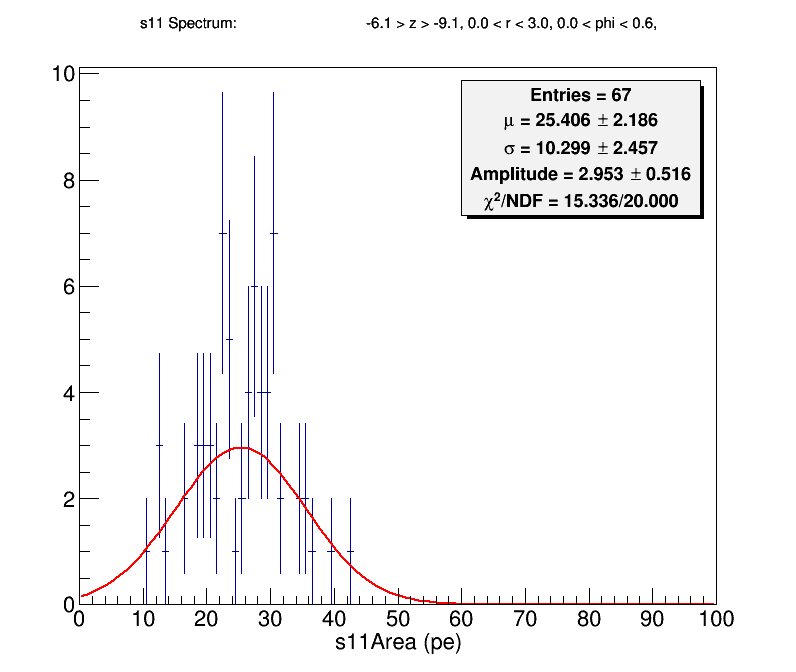 s11 Spectrum: -6.1 > z > -9.1, 0.0 < r < 3.0, 0.0 < phi < 0.6,
Entries = 67
μ = 25.406 ± 2.186
σ = 10.299 ± 2.457
Amplitude = 2.953 ± 0.516
χ²/NDF = 15.336/20.000
10
8
6
4
2
0
0 10 20 30 40 50 60 70 80 90 100
s11Area (pe)